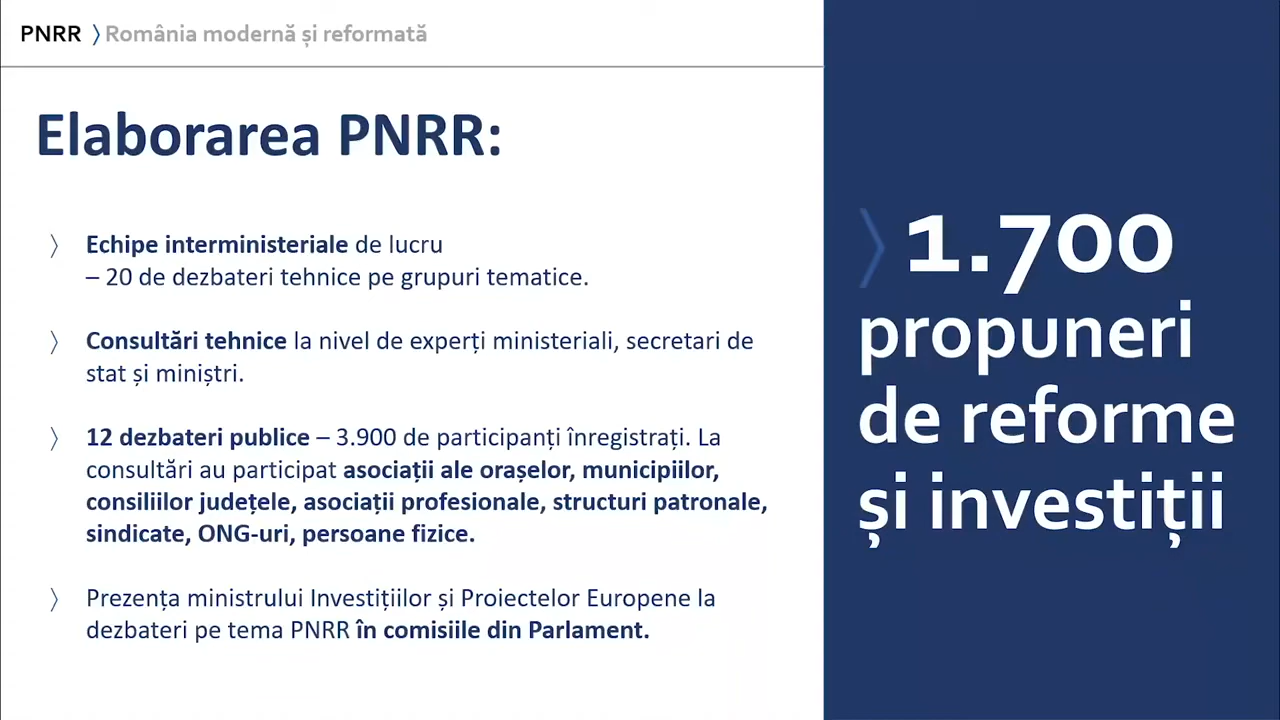 PNRR 〉România modernă și reformată
Elaborarea PNRR:
〉 Echipe interministeriale de lucru
– 20 de dezbateri tehnice pe grupuri tematice.
〉 Consultări tehnice la nivel de experți ministeriali, secretari de
stat și miniștri.
〉 12 dezbateri publice – 3.900 de participanți înregistrați. La
consultări au participat asociații ale orașelor, municipiilor,
consiliilor județele, asociații profesionale, structuri patronale,
sindicate, ONG-uri, persoane fizice.
〉 Prezența ministrului Investițiilor și Proiectelor Europene la
dezbateri pe tema PNRR în comisiile din Parlament.
〉1.700
propuneri
de reforme
și investiții